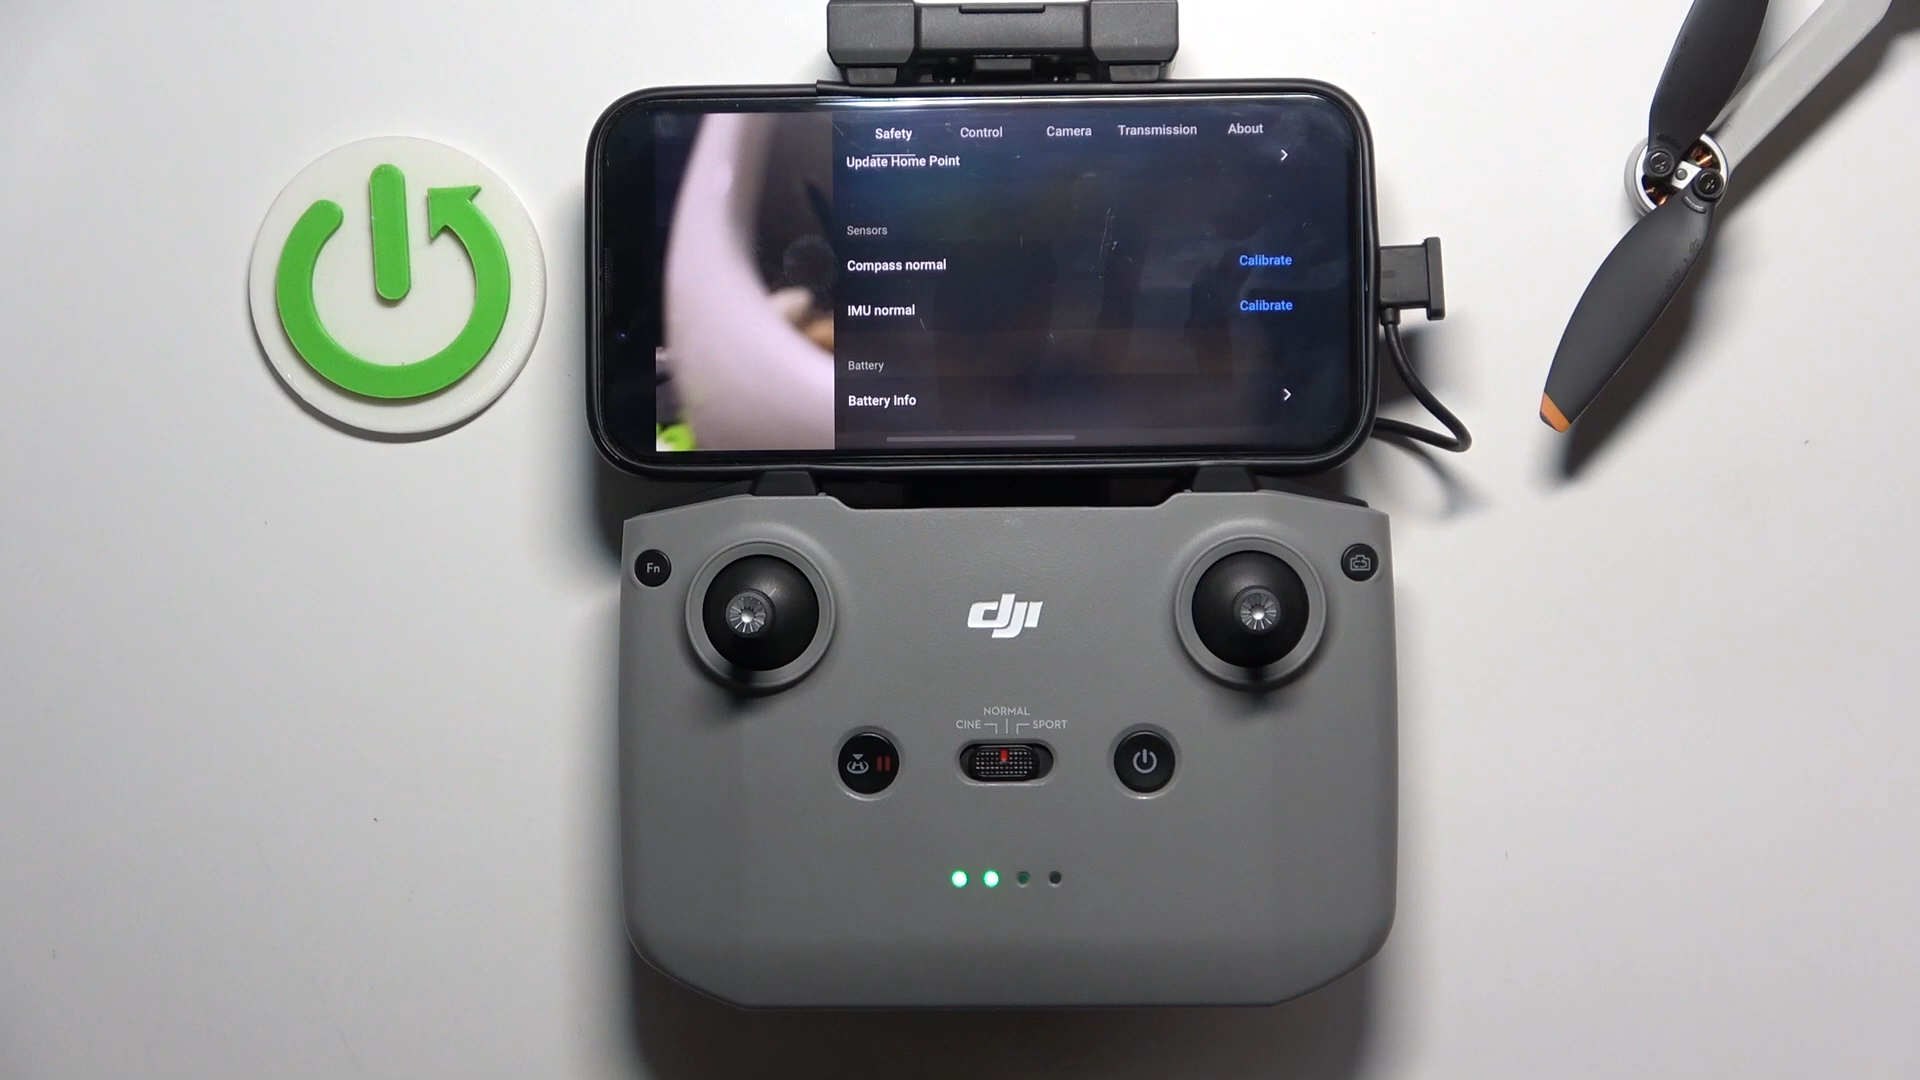 Safety Control Camera Transmission About
Update Home Point
Sensors
Compass normal Calibrate
IMU normal Calibrate
Battery
Battery Info
Fn
dji
NORMAL
CINE SPORT
H